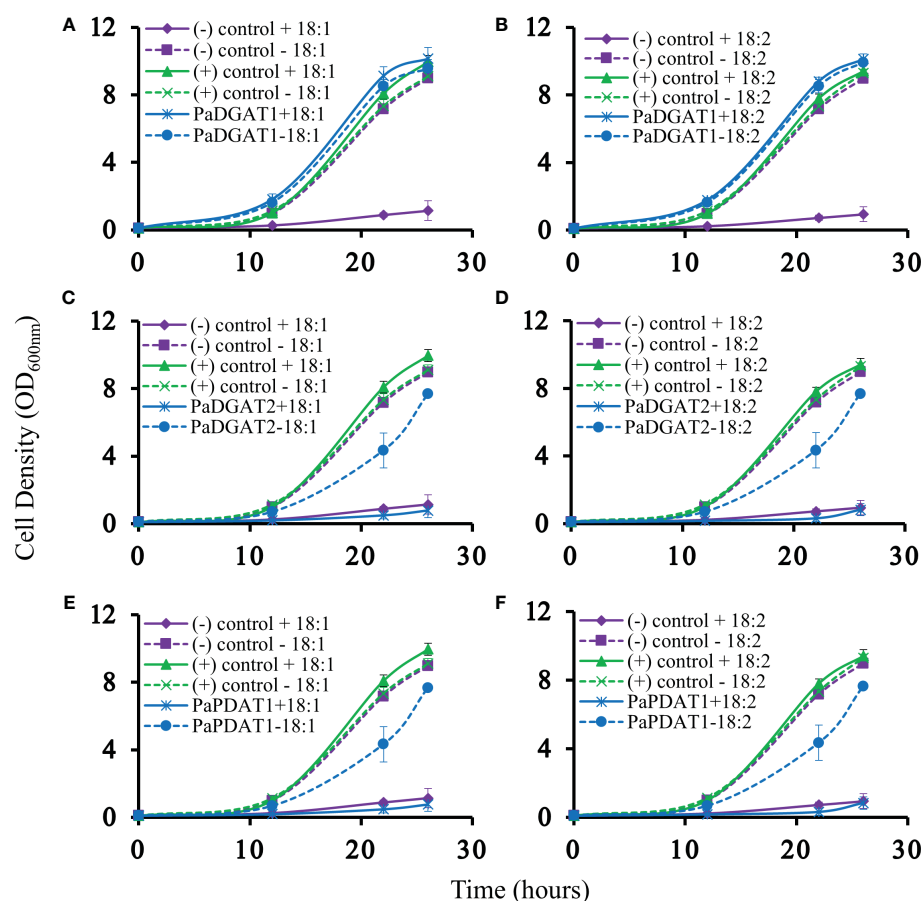 A
12
8
4
0
0
10
20
30
(-) control + 18:1
(-) control - 18:1
(+) control + 18:1
(+) control - 18:1
PaDGAT1+18:1
PaDGAT1-18:1
B
12
8
4
0
0
10
20
30
(-) control + 18:2
(-) control - 18:2
(+) control + 18:2
(+) control - 18:2
PaDGAT1+18:2
PaDGAT1-18:2
Cell Density (OD600nm)
C
12
8
4
0
0
10
20
30
(-) control + 18:1
(-) control - 18:1
(+) control + 18:1
(+) control - 18:1
PaDGAT2+18:1
PaDGAT2-18:1
D
12
8
4
0
0
10
20
30
(-) control + 18:2
(-) control - 18:2
(+) control + 18:2
(+) control - 18:2
PaDGAT2+18:2
PaDGAT2-18:2
E
12
8
4
0
0
10
20
30
(-) control + 18:1
(-) control - 18:1
(+) control + 18:1
(+) control - 18:1
PaPDAT1+18:1
PaPDAT1-18:1
F
12
8
4
0
0
10
20
30
(-) control + 18:2
(-) control - 18:2
(+) control + 18:2
(+) control - 18:2
PaPDAT1+18:2
PaPDAT1-18:2
Time (hours)